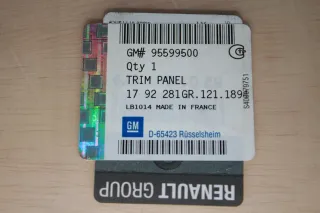 GM# 95599500
Qty 1
TRIM PANEL
17 92 281GR.121.189
LB1014 MADE IN FRANCE
GM
D-65423 Rüsselsheim
RENAULT GROUP